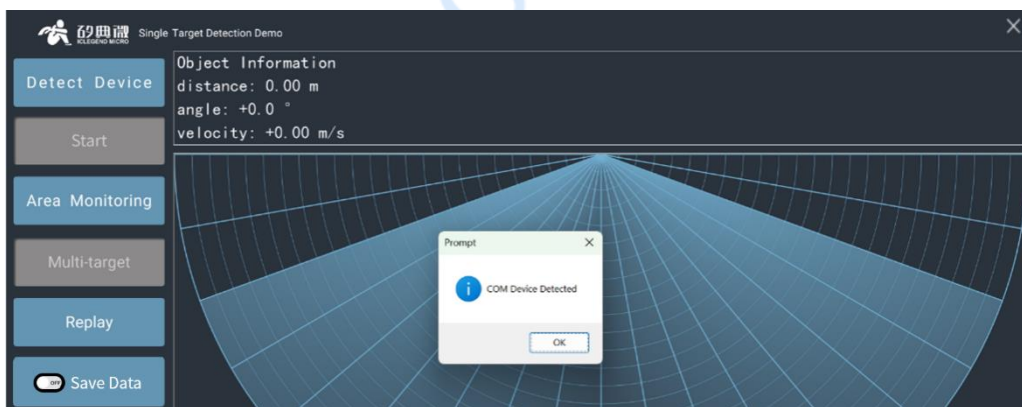 矽典微 Single Target Detection Demo
ICLEGEND MICRO
Detect Device
Start
Area Monitoring
Multi-target
Replay
OFF Save Data
Object Information
distance: 0.00 m
angle: +0.0 °
velocity: +0.00 m/s
Prompt
COM Device Detected
OK